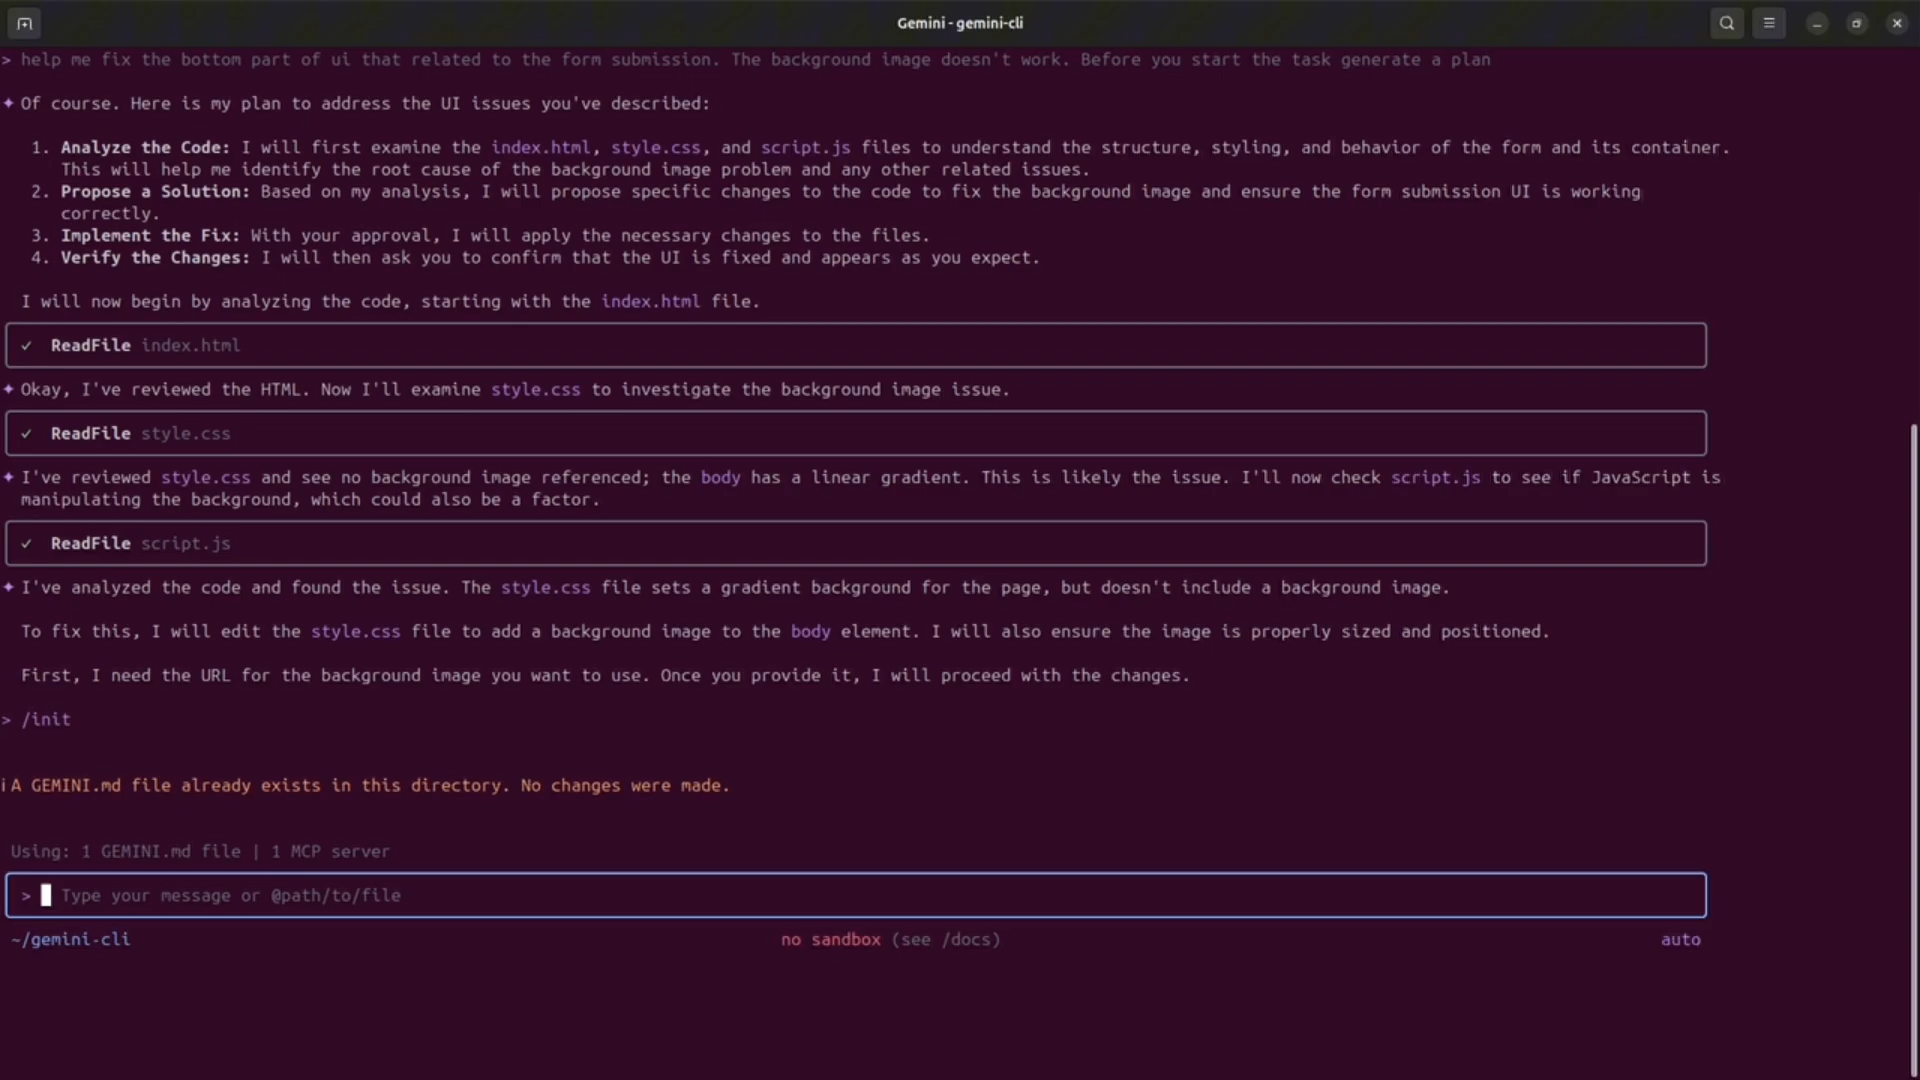 Gemini - gemini-cli
> help me fix the bottom part of ui that related to the form submission. The background image doesn't work. Before you start the task generate a plan
✦ Of course. Here is my plan to address the UI issues you've described:
1. Analyze the Code: I will first examine the index.html, style.css, and script.js files to understand the structure, styling, and behavior of the form and its container.
This will help me identify the root cause of the background image problem and any other related issues.
2. Propose a Solution: Based on my analysis, I will propose specific changes to the code to fix the background image and ensure the form submission UI is working
correctly.
3. Implement the Fix: With your approval, I will apply the necessary changes to the files.
4. Verify the Changes: I will then ask you to confirm that the UI is fixed and appears as you expect.
I will now begin by analyzing the code, starting with the index.html file.
✓ ReadFile index.html
✦ Okay, I've reviewed the HTML. Now I'll examine style.css to investigate the background image issue.
✓ ReadFile style.css
✦ I've reviewed style.css and see no background image referenced; the body has a linear gradient. This is likely the issue. I'll now check script.js to see if JavaScript is
manipulating the background, which could also be a factor.
✓ ReadFile script.js
✦ I've analyzed the code and found the issue. The style.css file sets a gradient background for the page, but doesn't include a background image.
To fix this, I will edit the style.css file to add a background image to the body element. I will also ensure the image is properly sized and positioned.
First, I need the URL for the background image you want to use. Once you provide it, I will proceed with the changes.
> /init
ℹ A GEMINI.md file already exists in this directory. No changes were made.
Using: 1 GEMINI.md file | 1 MCP server
> Type your message or @path/to/file
~/gemini-cli no sandbox (see /docs) auto